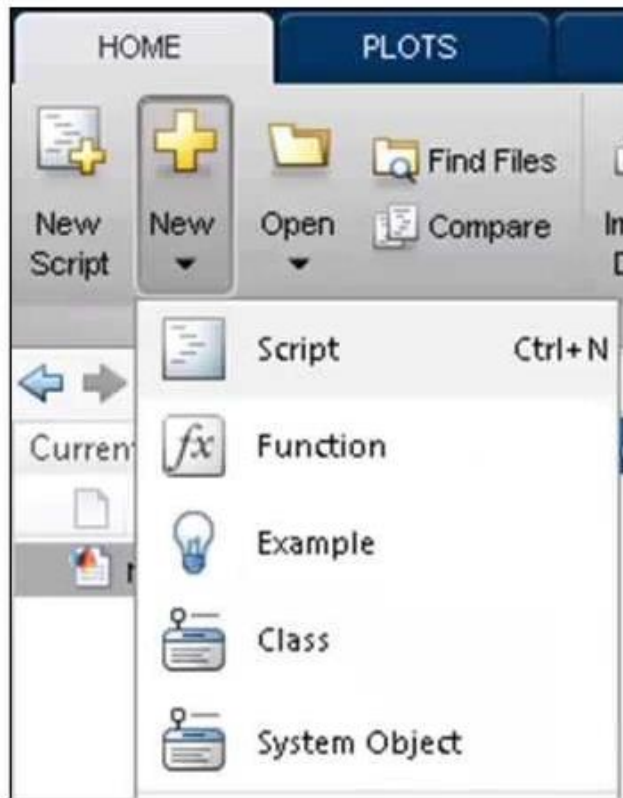 HOME PLOTS
New Script
New
Open
Find Files
Compare
Script Ctrl+N
Function
Example
Class
System Object